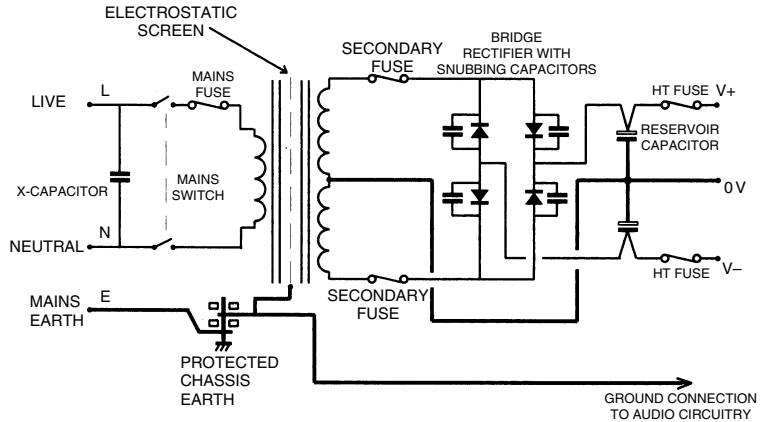 ELECTROSTATIC
SCREEN
SECONDARY
FUSE
BRIDGE
RECTIFIER WITH
SNUBBING CAPACITORS
MAINS
FUSE
LIVE
L
HT FUSE
V+
RESERVOIR
CAPACITOR
X-CAPACITOR
MAINS
SWITCH
0V
NEUTRAL
N
HT FUSE
V–
SECONDARY
FUSE
MAINS
EARTH
E
PROTECTED
CHASSIS
EARTH
GROUND CONNECTION
TO AUDIO CIRCUITRY